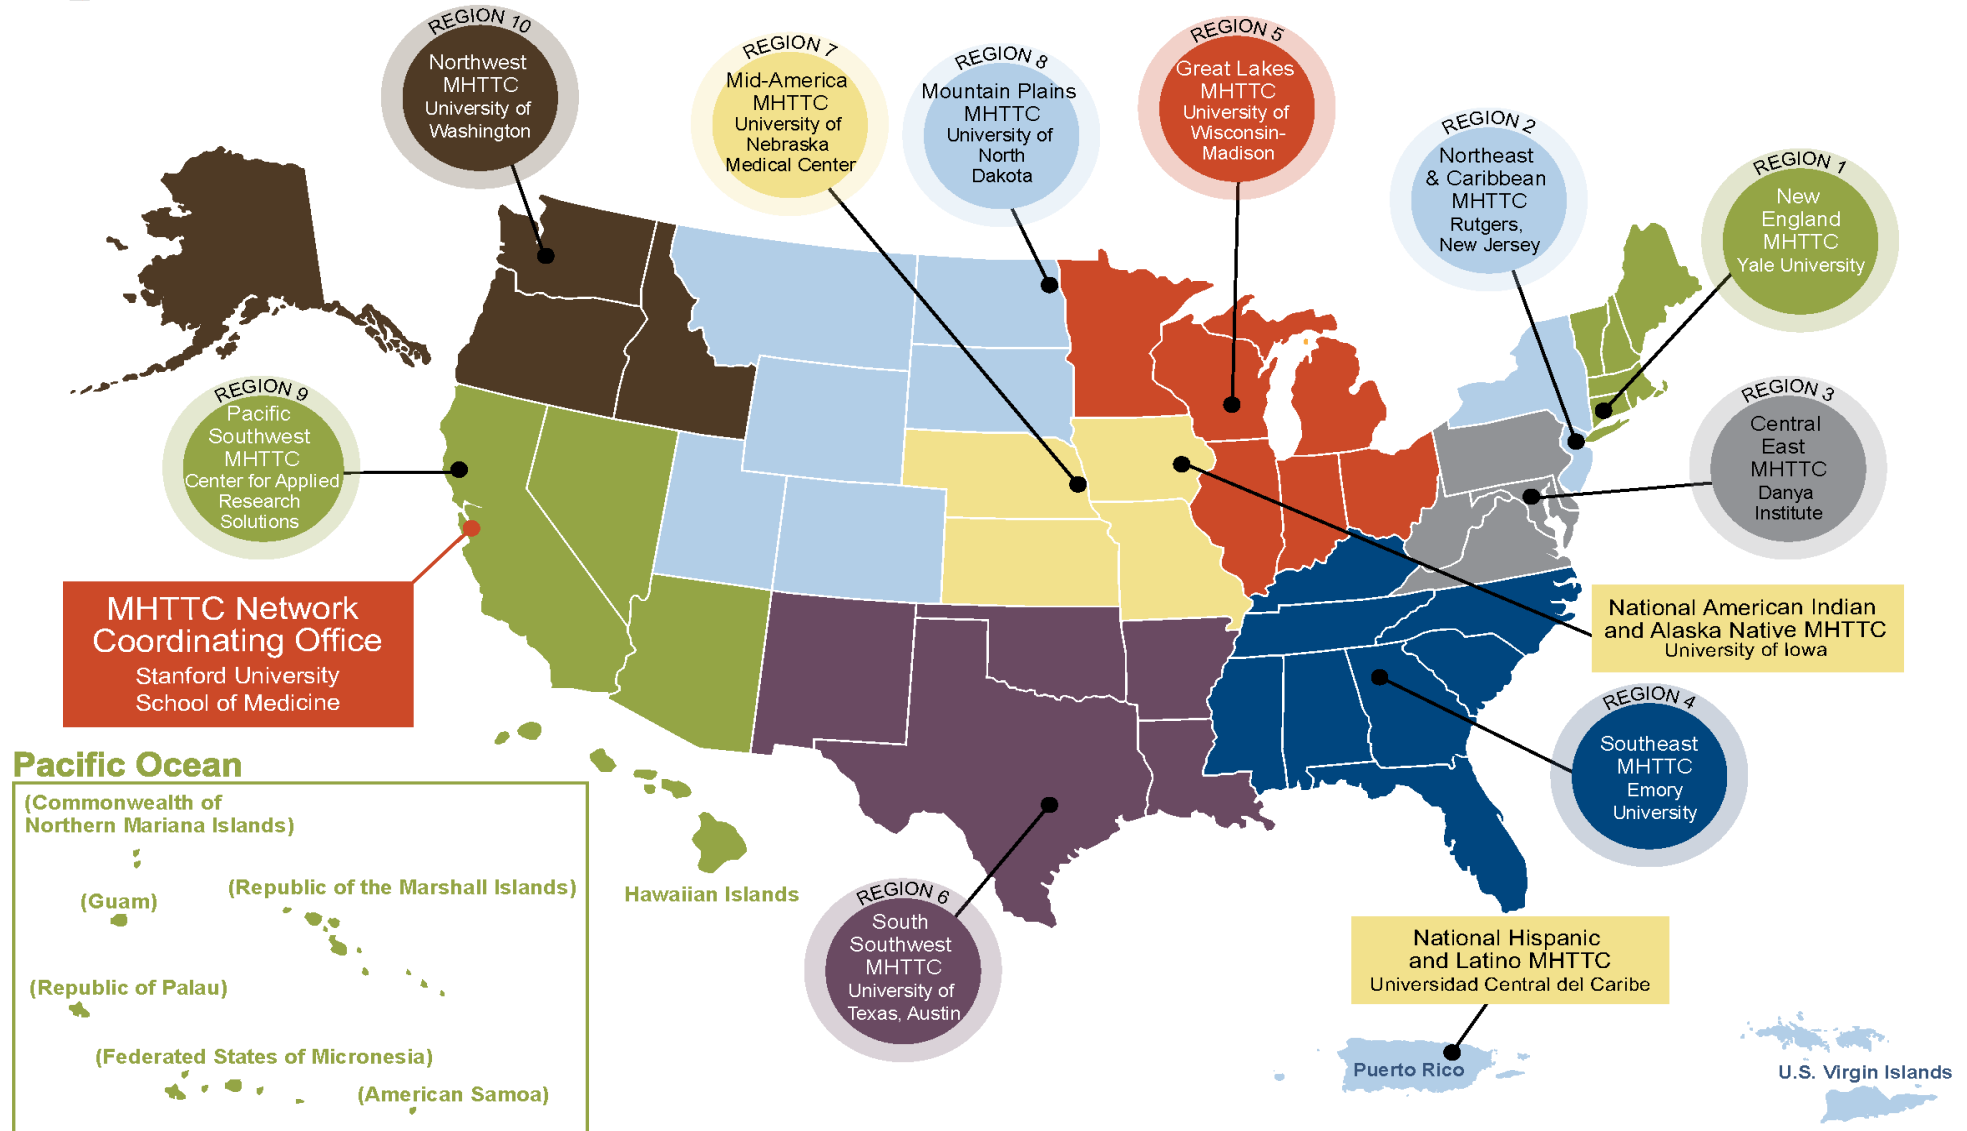 REGION 10
Northwest
MHTTC
University of
Washington
REGION 7
Mid-America
MHTTC
University of
Nebraska
Medical Center
REGION 8
Mountain Plains
MHTTC
University of
North
Dakota
REGION 5
Great Lakes
MHTTC
University of
Wisconsin-
Madison
REGION 2
Northeast
& Caribbean
MHTTC
Rutgers,
New Jersey
REGION 1
New
England
MHTTC
Yale University
REGION 9
Pacific
Southwest
MHTTC
Center for Applied
Research
Solutions
REGION 3
Central
East
MHTTC
Danya
Institute
MHTTC Network
Coordinating Office
Stanford University
School of Medicine
National American Indian
and Alaska Native MHTTC
University of Iowa
REGION 4
Southeast
MHTTC
Emory
University
Pacific Ocean
(Commonwealth of
Northern Mariana Islands)
(Guam)
(Republic of the Marshall Islands)
(Republic of Palau)
(Federated States of Micronesia)
(American Samoa)
Hawaiian Islands
REGION 6
South
Southwest
MHTTC
University of
Texas, Austin
National Hispanic
and Latino MHTTC
Universidad Central del Caribe
Puerto Rico
U.S. Virgin Islands